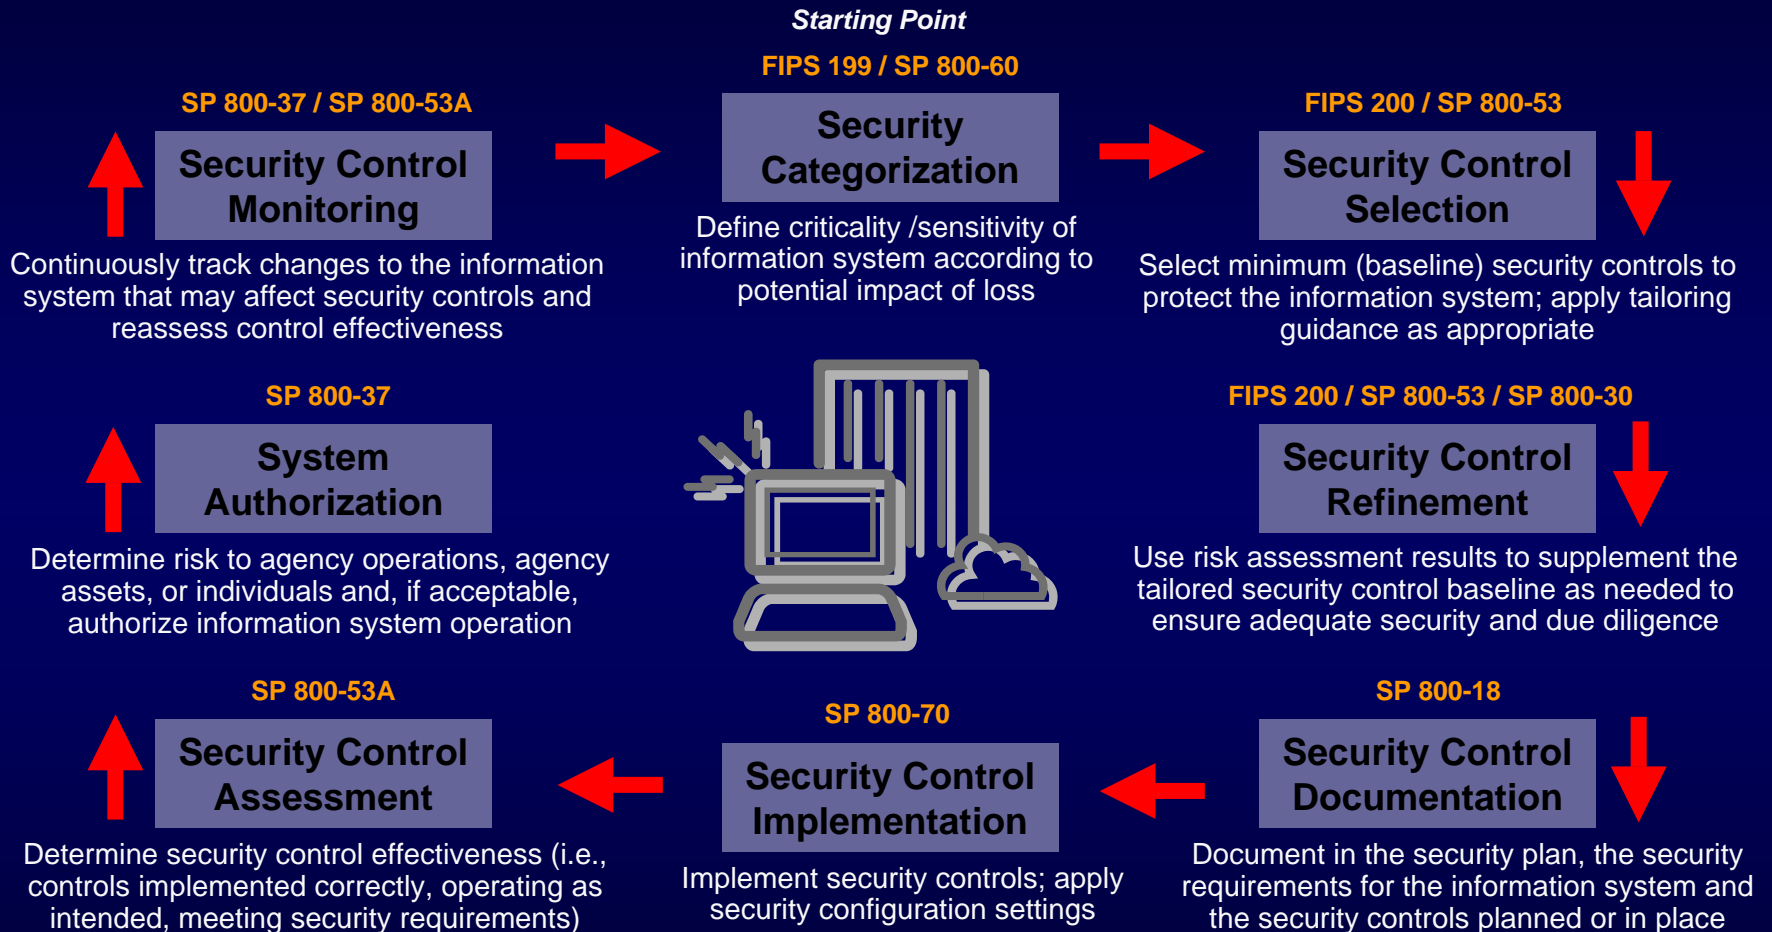 Starting Point
FIPS 199 / SP 800-60
Security
Categorization
Define criticality /sensitivity of
information system according to
potential impact of loss
FIPS 200 / SP 800-53
Security Control
Selection
Select minimum (baseline) security controls to
protect the information system; apply tailoring
guidance as appropriate
FIPS 200 / SP 800-53 / SP 800-30
Security Control
Refinement
Use risk assessment results to supplement the
tailored security control baseline as needed to
ensure adequate security and due diligence
SP 800-18
Security Control
Documentation
Document in the security plan, the security
requirements for the information system and
the security controls planned or in place
SP 800-70
Security Control
Implementation
Implement security controls; apply
security configuration settings
SP 800-53A
Security Control
Assessment
Determine security control effectiveness (i.e.,
controls implemented correctly, operating as
intended, meeting security requirements)
SP 800-37
System
Authorization
Determine risk to agency operations, agency
assets, or individuals and, if acceptable,
authorize information system operation
SP 800-37 / SP 800-53A
Security Control
Monitoring
Continuously track changes to the information
system that may affect security controls and
reassess control effectiveness